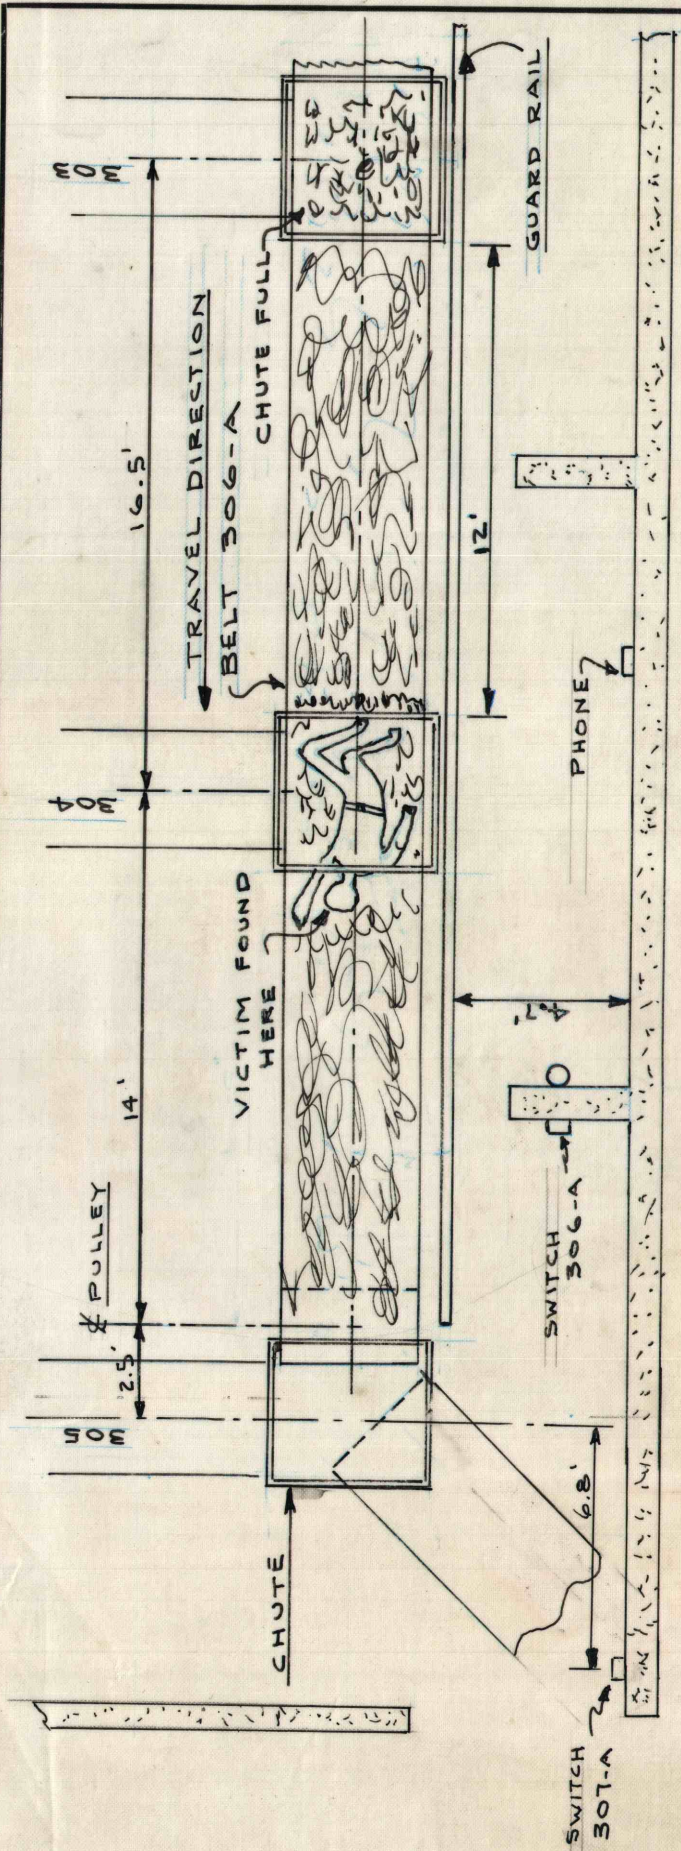 305
304
303
2.5'
14'
16.5'
℄ PULLEY
TRAVEL DIRECTION
BELT 306-A
CHUTE
VICTIM FOUND
HERE
CHUTE FULL
12'
GUARD RAIL
4.7'
6.8'
SWITCH
306-A
PHONE
SWITCH
307-A